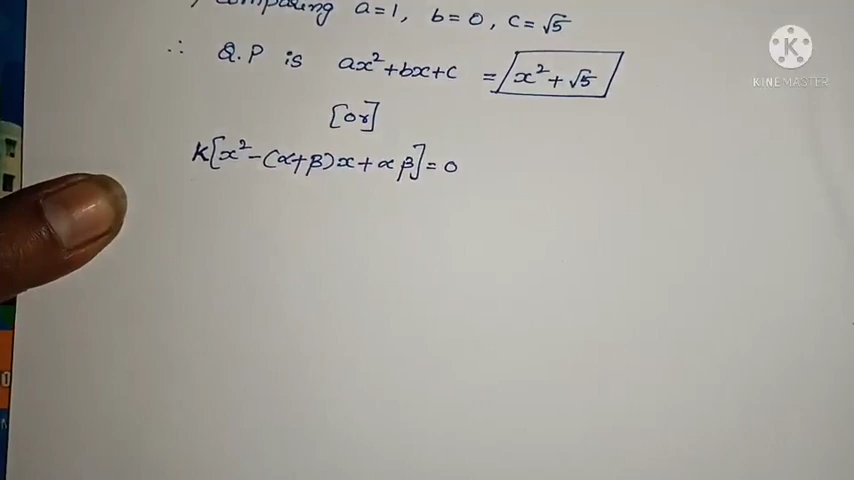 comparing a=1, b=0, c=√5
∴ Q.P is ax²+bx+c = x²+√5
[Or]
K[x²-(α+β)x+αβ]=0
K
KINEMASTER